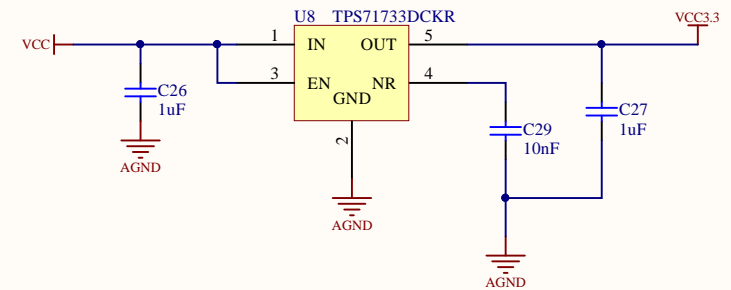 U8 TPS71733DCKR
VCC3.3
VCC
1
IN
OUT
5
3
EN
NR
4
GND
C26
1uF
C27
1uF
C29
10nF
2
AGND
AGND
AGND